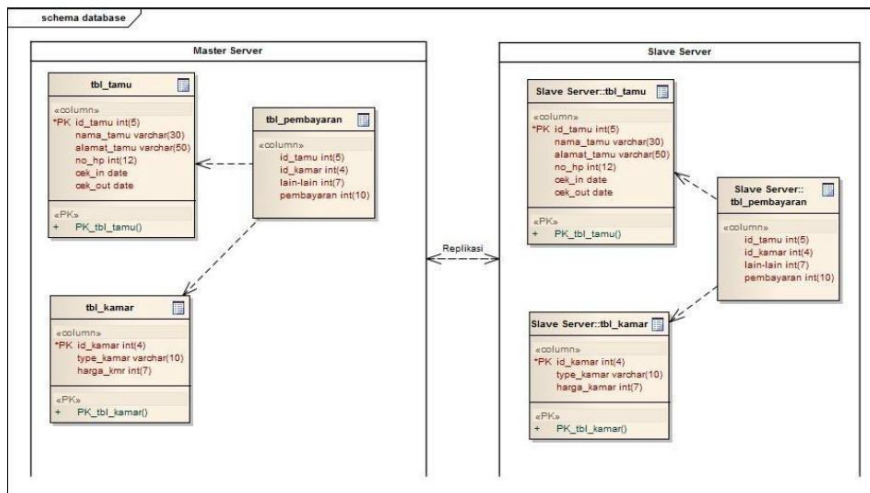 schema database
Master Server
tbl_tamu
«column»
*PK id_tamu int(5)
nama_tamu varchar(30)
alamat_tamu varchar(50)
no_hp int(12)
cek_in date
cek_out date
«PK»
+ PK_tbl_tamu()
tbl_pembayaran
«column»
id_tamu int(5)
id_kamar int(4)
lain-lain int(7)
pembayaran int(10)
tbl_kamar
«column»
*PK id_kamar int(4)
type_kamar varchar(10)
harga_kmr int(7)
«PK»
+ PK_tbl_kamar()
Replikasi
Slave Server
Slave Server::tbl_tamu
«column»
*PK id_tamu int(5)
nama_tamu varchar(30)
alamat_tamu varchar(50)
no_hp int(12)
cek_in date
cek_out date
«PK»
+ PK_tbl_tamu()
Slave Server::
tbl_pembayaran
«column»
id_tamu int(5)
id_kamar int(4)
lain-lain int(7)
pembayaran int(10)
Slave Server::tbl_kamar
«column»
*PK id_kamar int(4)
type_kamar varchar(10)
harga_kamar int(7)
«PK»
+ PK_tbl_kamar()